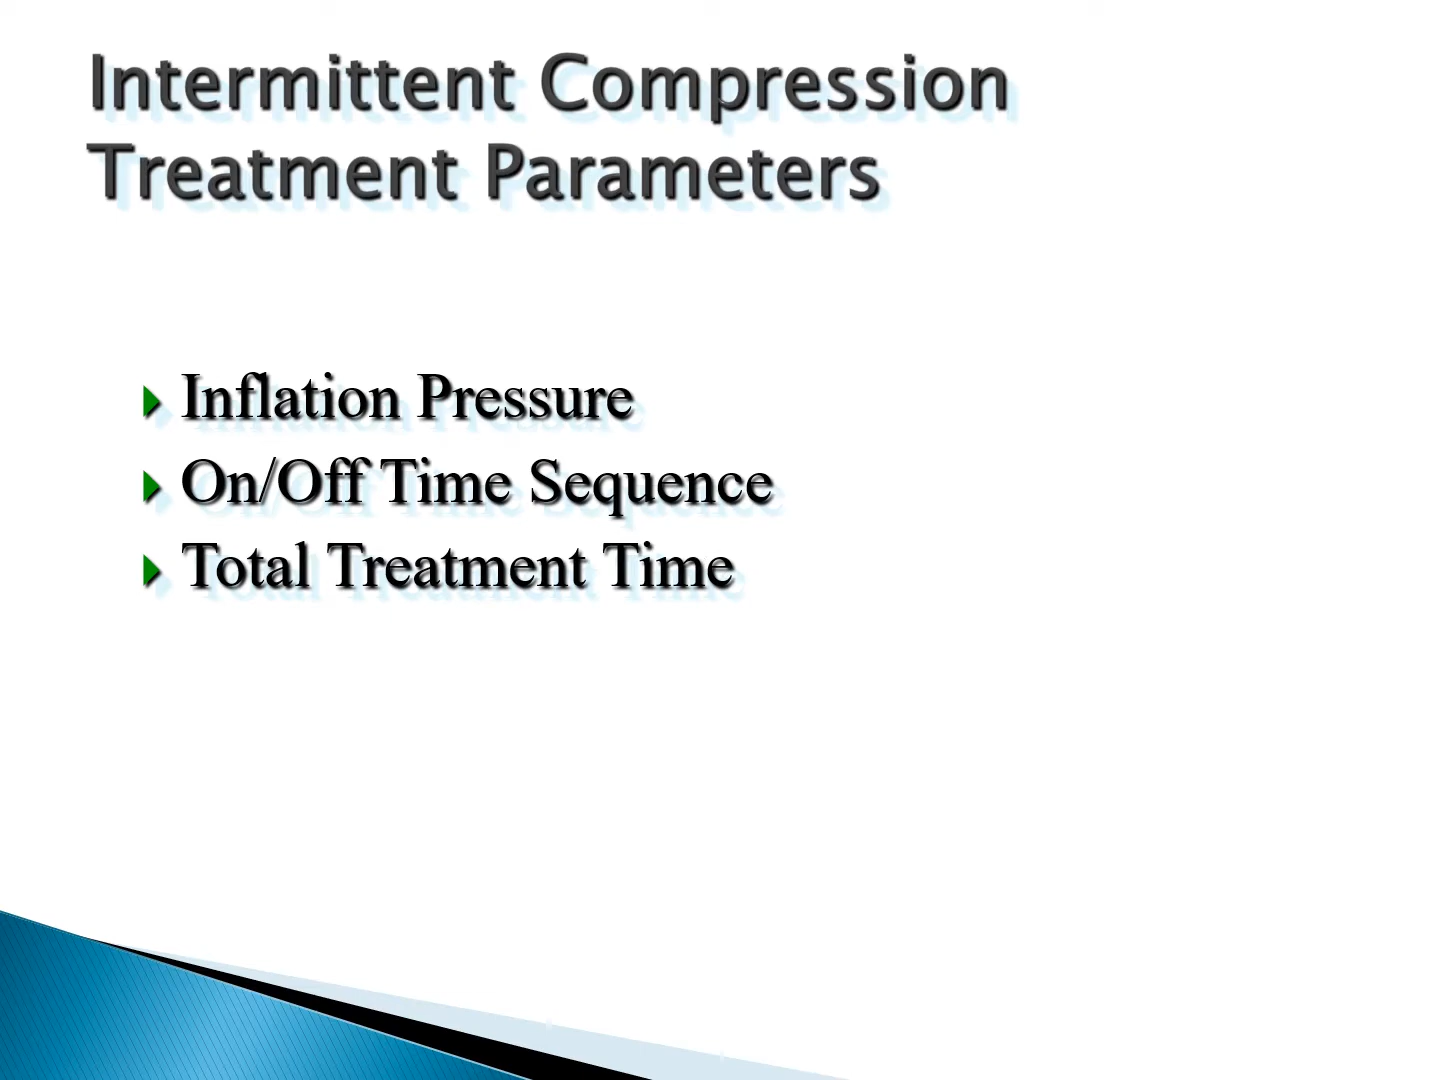 Intermittent Compression
Treatment Parameters
Inflation Pressure
On/Off Time Sequence
Total Treatment Time